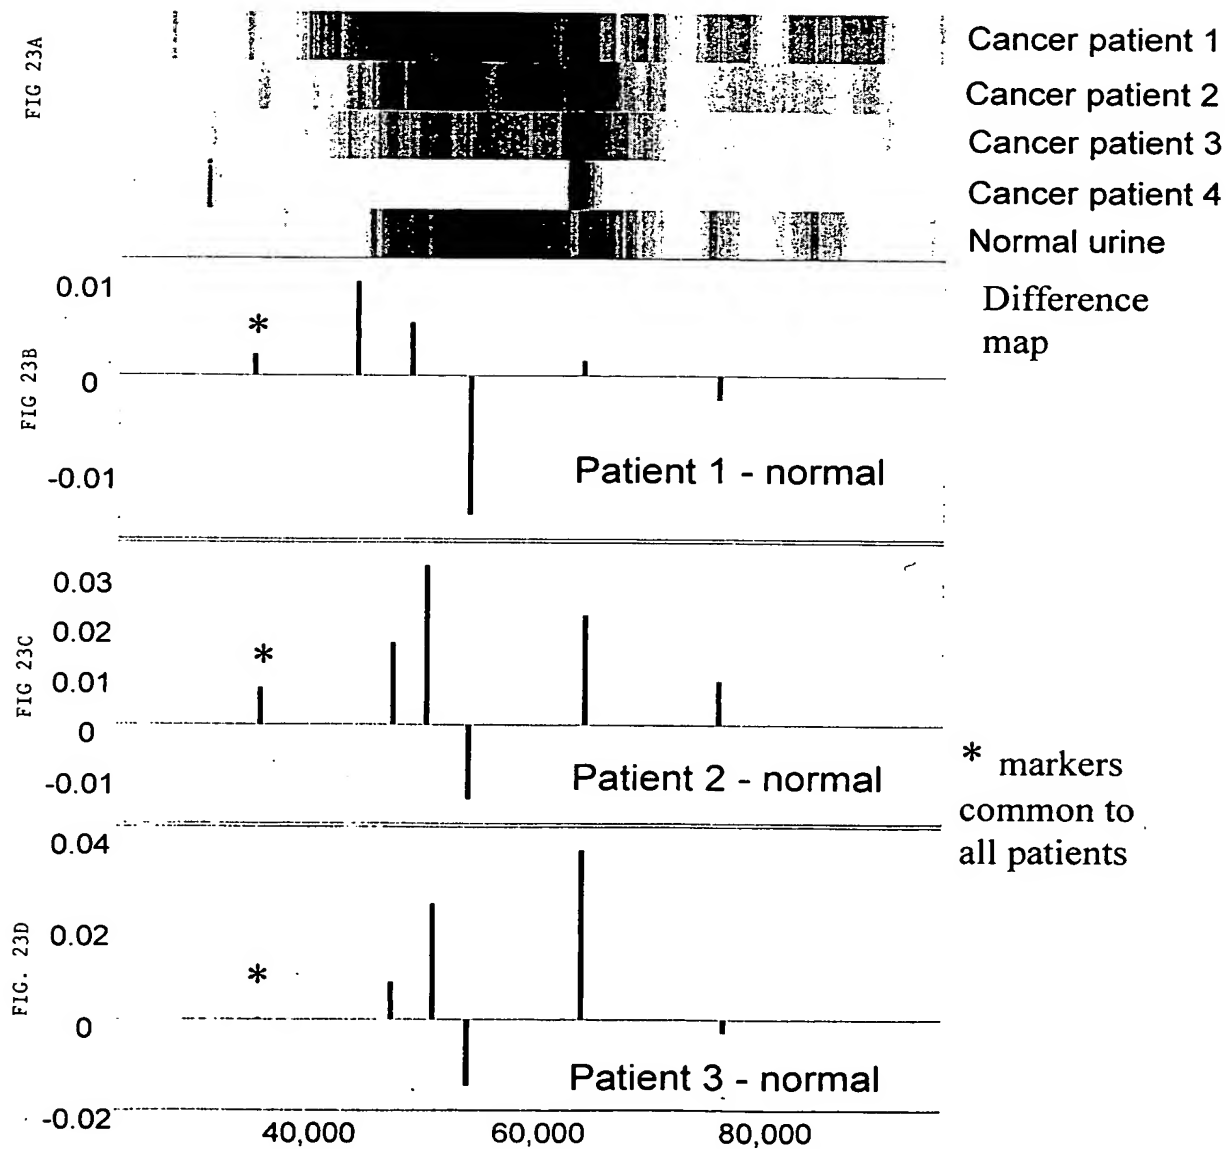 FIG 23A
Cancer patient 1
Cancer patient 2
Cancer patient 3
Cancer patient 4
Normal urine
Difference
map
FIG 23B
0.01
0
-0.01
*
Patient 1 - normal
FIG 23C
0.03
0.02
0.01
0
-0.01
*
Patient 2 - normal
* markers
common to
all patients
FIG. 23D
0.04
0.02
0
-0.02
*
Patient 3 - normal
40,000
60,000
80,000